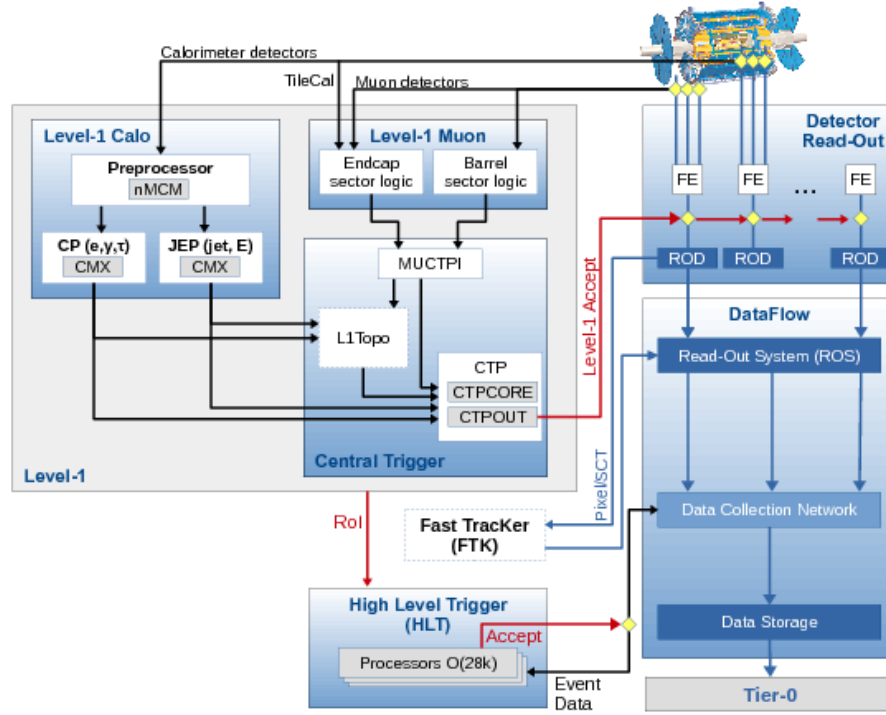 Calorimeter detectors
TileCal
Muon detectors
Level-1 Calo
Preprocessor
nMCM
CP (e,γ,τ)
CMX
JEP (jet, E)
CMX
Level-1 Muon
Endcap
sector logic
Barrel
sector logic
MUCTPI
L1Topo
CTP
CTPCORE
CTPOUT
Central Trigger
Level-1
Detector
Read-Out
FE
FE
...
FE
ROD
ROD
ROD
Level-1 Accept
DataFlow
Read-Out System (ROS)
Pixel/SCT
Data Collection Network
Data Storage
Tier-0
RoI
Fast TracKer
(FTK)
High Level Trigger
(HLT)
Accept
Processors O(28k)
Event
Data